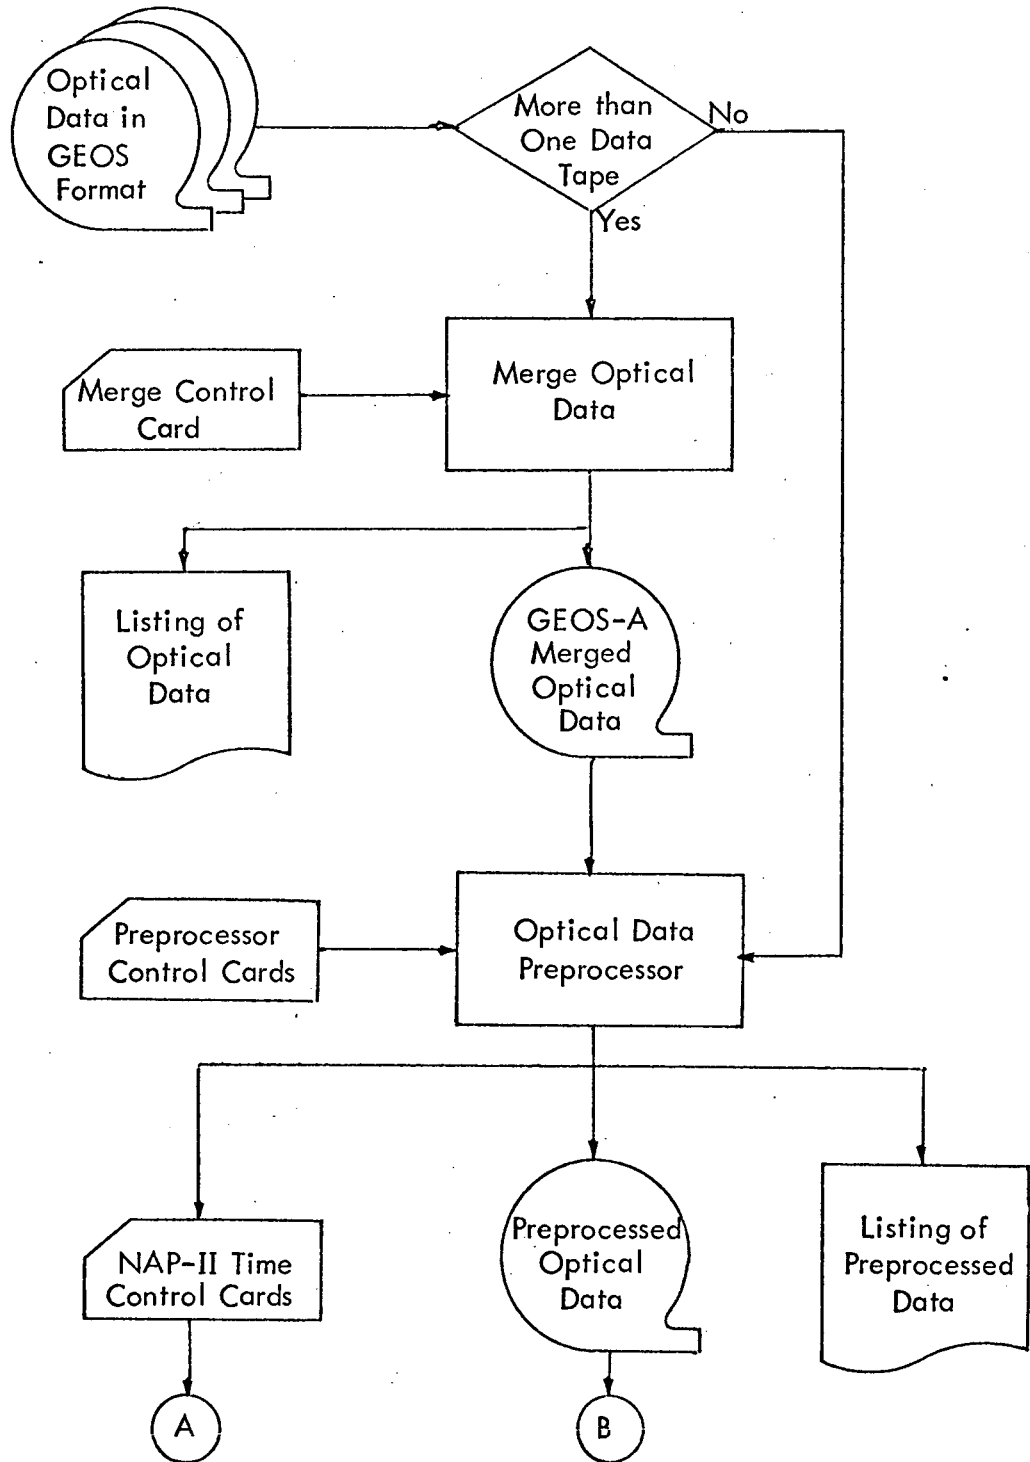 Optical
Data in
GEOS
Format
More than
One Data
Tape
No
Yes
Merge Control
Card
Merge Optical
Data
Listing of
Optical
Data
GEOS-A
Merged
Optical
Data
Preprocessor
Control Cards
Optical Data
Preprocessor
NAP-II Time
Control Cards
Preprocessed
Optical
Data
Listing of
Preprocessed
Data
A
B